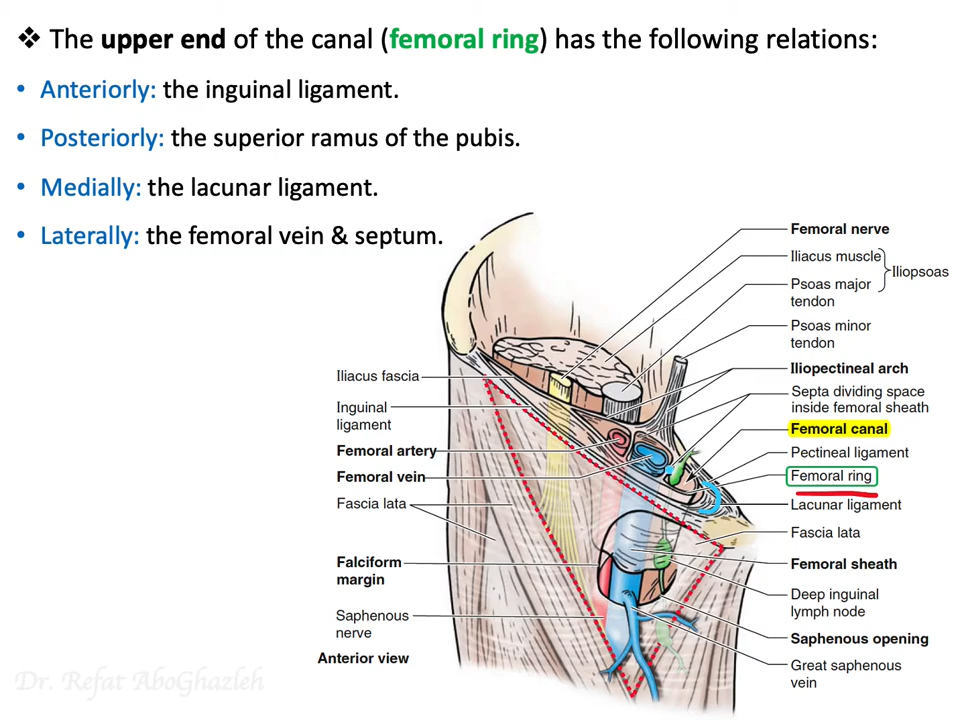 ❖ The upper end of the canal (femoral ring) has the following relations:
• Anteriorly: the inguinal ligament.
• Posteriorly: the superior ramus of the pubis.
• Medially: the lacunar ligament.
• Laterally: the femoral vein & septum.
Femoral nerve
Iliacus muscle
Iliopsoas
Psoas major
tendon
Psoas minor
tendon
Iliopectineal arch
Septa dividing space
inside femoral sheath
Femoral canal
Pectineal ligament
Femoral ring
Lacunar ligament
Fascia lata
Femoral sheath
Deep inguinal
lymph node
Saphenous opening
Great saphenous
vein
Iliacus fascia
Inguinal
ligament
Femoral artery
Femoral vein
Fascia lata
Falciform
margin
Saphenous
nerve
Anterior view
Dr. Refat AboGhazleh